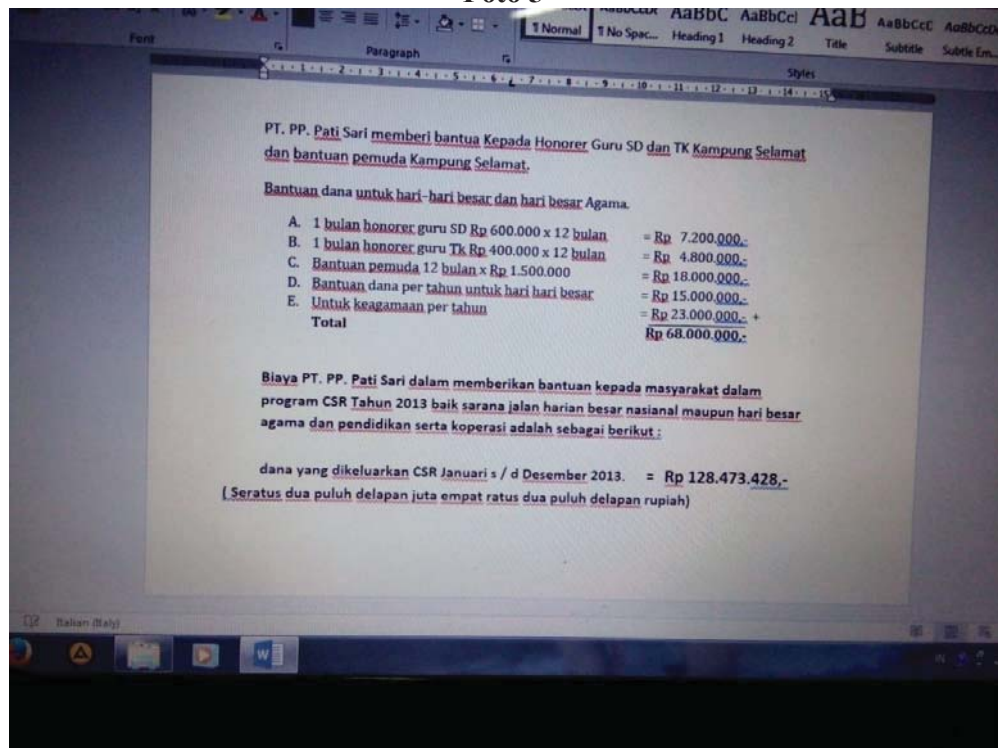 Font
Paragraph
Styles
1 Normal
1 No Spac...
Heading 1
Heading 2
Title
Subtitle
Subtle Em...
PT. PP. Pati Sari memberi bantua Kepada Honorer Guru SD dan TK Kampung Selamat
dan bantuan pemuda Kampung Selamat.
Bantuan dana untuk hari-hari besar dan hari besar Agama.
A. 1 bulan honorer guru SD Rp 600.000 x 12 bulan = Rp 7.200.000,-
B. 1 bulan honorer guru Tk Rp 400.000 x 12 bulan = Rp 4.800.000,-
C. Bantuan pemuda 12 bulan x Rp 1.500.000 = Rp 18.000.000,-
D. Bantuan dana per tahun untuk hari hari besar = Rp 15.000.000,-
E. Untuk keagamaan per tahun = Rp 23.000.000,- +
Total Rp 68.000.000,-
Biaya PT. PP. Pati Sari dalam memberikan bantuan kepada masyarakat dalam
program CSR Tahun 2013 baik sarana jalan harian besar nasianal maupun hari besar
agama dan pendidikan serta koperasi adalah sebagai berikut :
dana yang dikeluarkan CSR Januari s / d Desember 2013. = Rp 128.473.428,-
( Seratus dua puluh delapan juta empat ratus dua puluh delapan rupiah)
Italian (Italy)